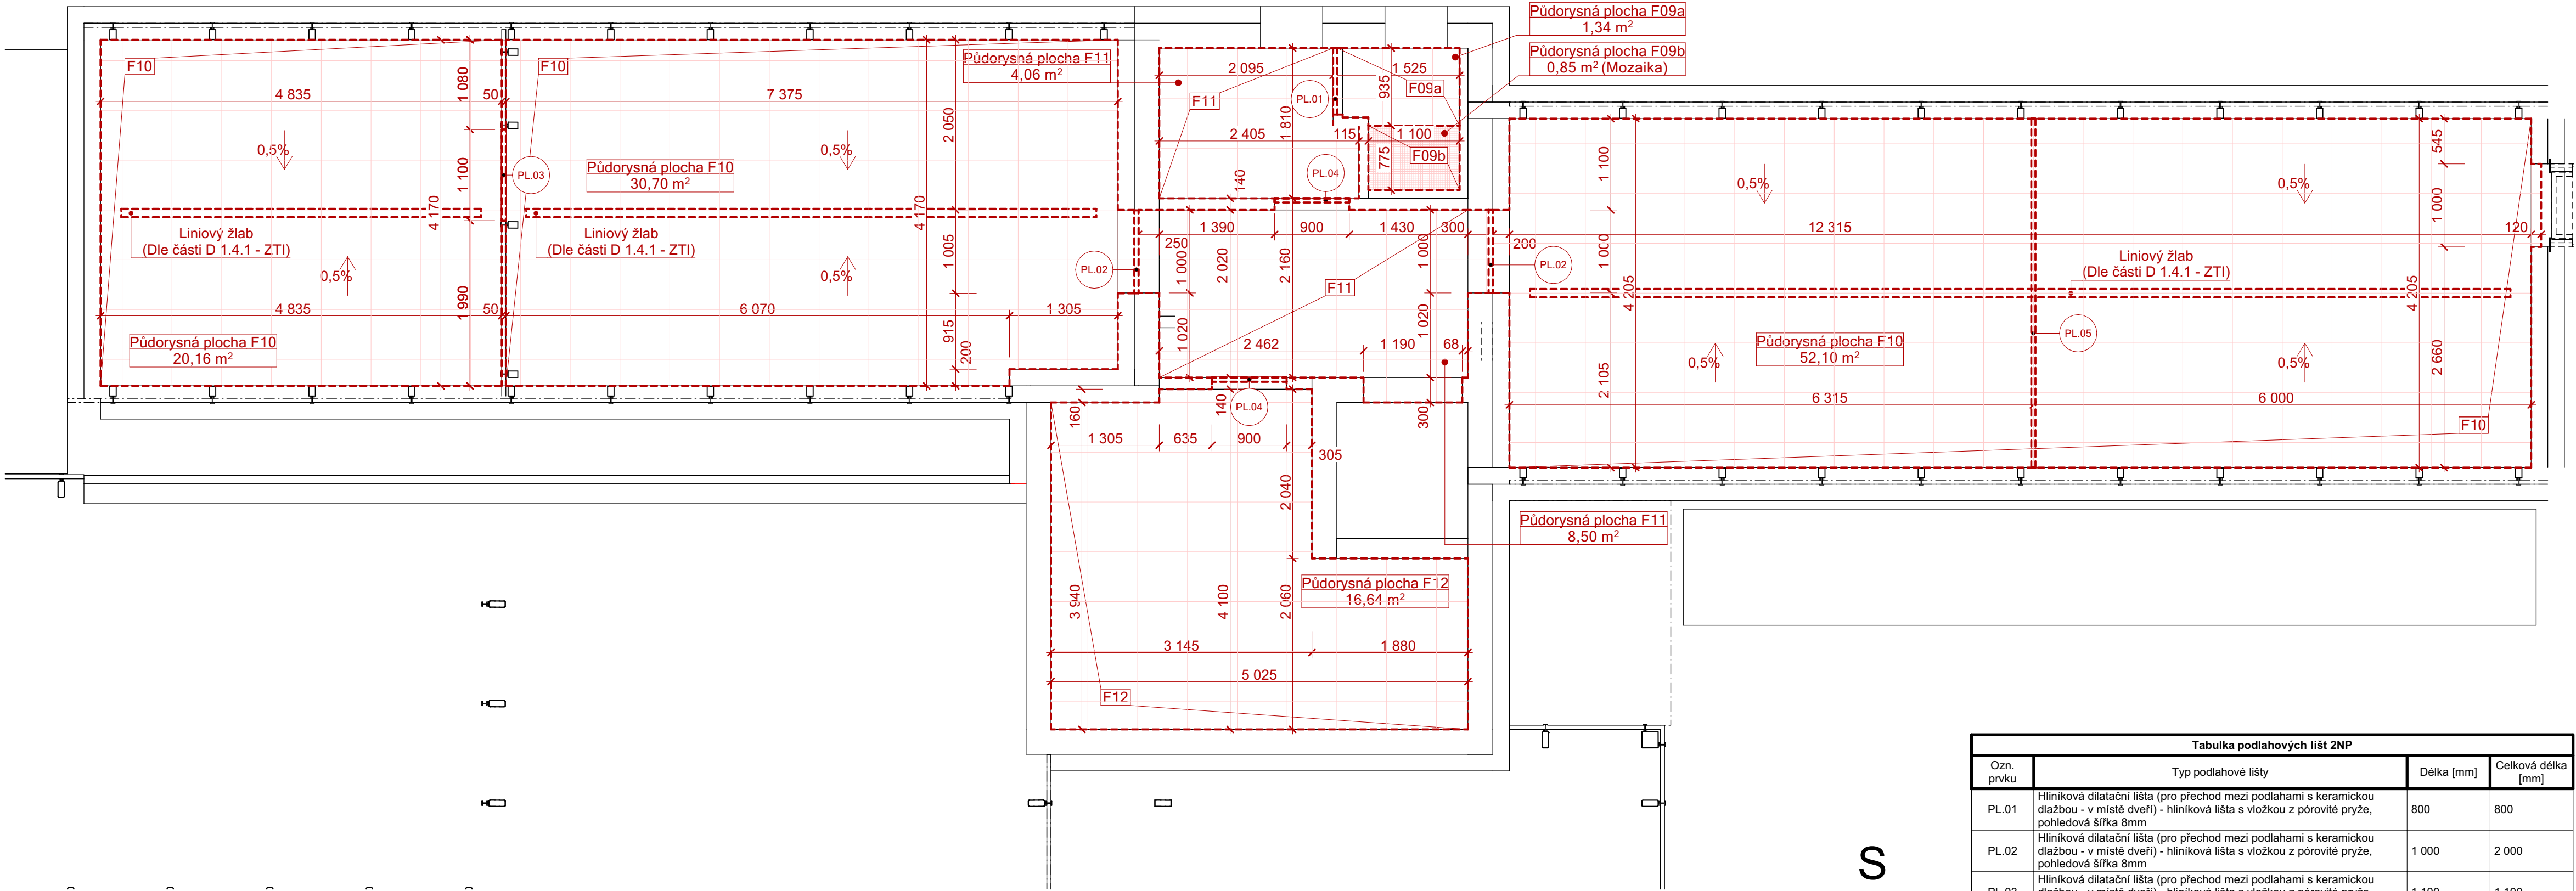 Půdorysná plocha F09a
1,34 m²
Půdorysná plocha F09b
0,85 m² (Mozaika)
Půdorysná plocha F11
4,06 m²
F10
F10
4 835
50
7 375
1 080
2 050
2 095
1 525
935
F09a
F11
PL.01
1 810
2 405
115
1 100
F09b
775
PL.04
140
0,5%
0,5%
PL.03
Půdorysná plocha F10
30,70 m²
1 100
4 170
4 170
Liniový žlab
(Dle části D 1.4.1 - ZTI)
Liniový žlab
(Dle části D 1.4.1 - ZTI)
0,5%
0,5%
1 005
PL.02
250
1 390
900
1 430
300
200
1 000
2 020
2 160
1 000
PL.02
1 000
F11
1 100
0,5%
0,5%
545
1 000
12 315
120
Liniový žlab
(Dle části D 1.4.1 - ZTI)
4 205
4 205
4 835
50
1 990
6 070
1 305
915
200
1 020
1 020
2 462
1 190
68
Půdorysná plocha F10
20,16 m²
Půdorysná plocha F10
52,10 m²
PL.05
0,5%
0,5%
2 105
2 660
6 315
6 000
F10
160
140
PL.04
300
1 305
635
900
305
2 040
Půdorysná plocha F11
8,50 m²
Půdorysná plocha F12
16,64 m²
3 940
4 100
2 060
3 145
1 880
5 025
F12
S
Tabulka podlahových lišt 2NP
Ozn. prvku
Typ podlahové lišty
Délka [mm]
Celková délka [mm]
PL.01
Hliníková dilatační lišta (pro přechod mezi podlahami s keramickou
dlažbou - v místě dveří) - hliníková lišta s vložkou z pórovité pryže,
pohledová šířka 8mm
800
800
PL.02
Hliníková dilatační lišta (pro přechod mezi podlahami s keramickou
dlažbou - v místě dveří) - hliníková lišta s vložkou z pórovité pryže,
pohledová šířka 8mm
1 000
2 000
Hliníková dilatační lišta (pro přechod mezi podlahami s keramickou